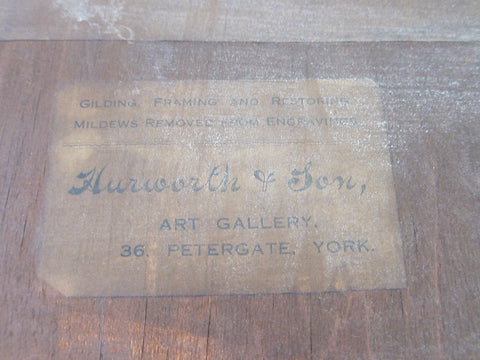 GILDING, FRAMING AND RESTORING.
MILDEWS REMOVED FROM ENGRAVINGS.
Hurworth & Son,
ART GALLERY,
36, PETERGATE, YORK.